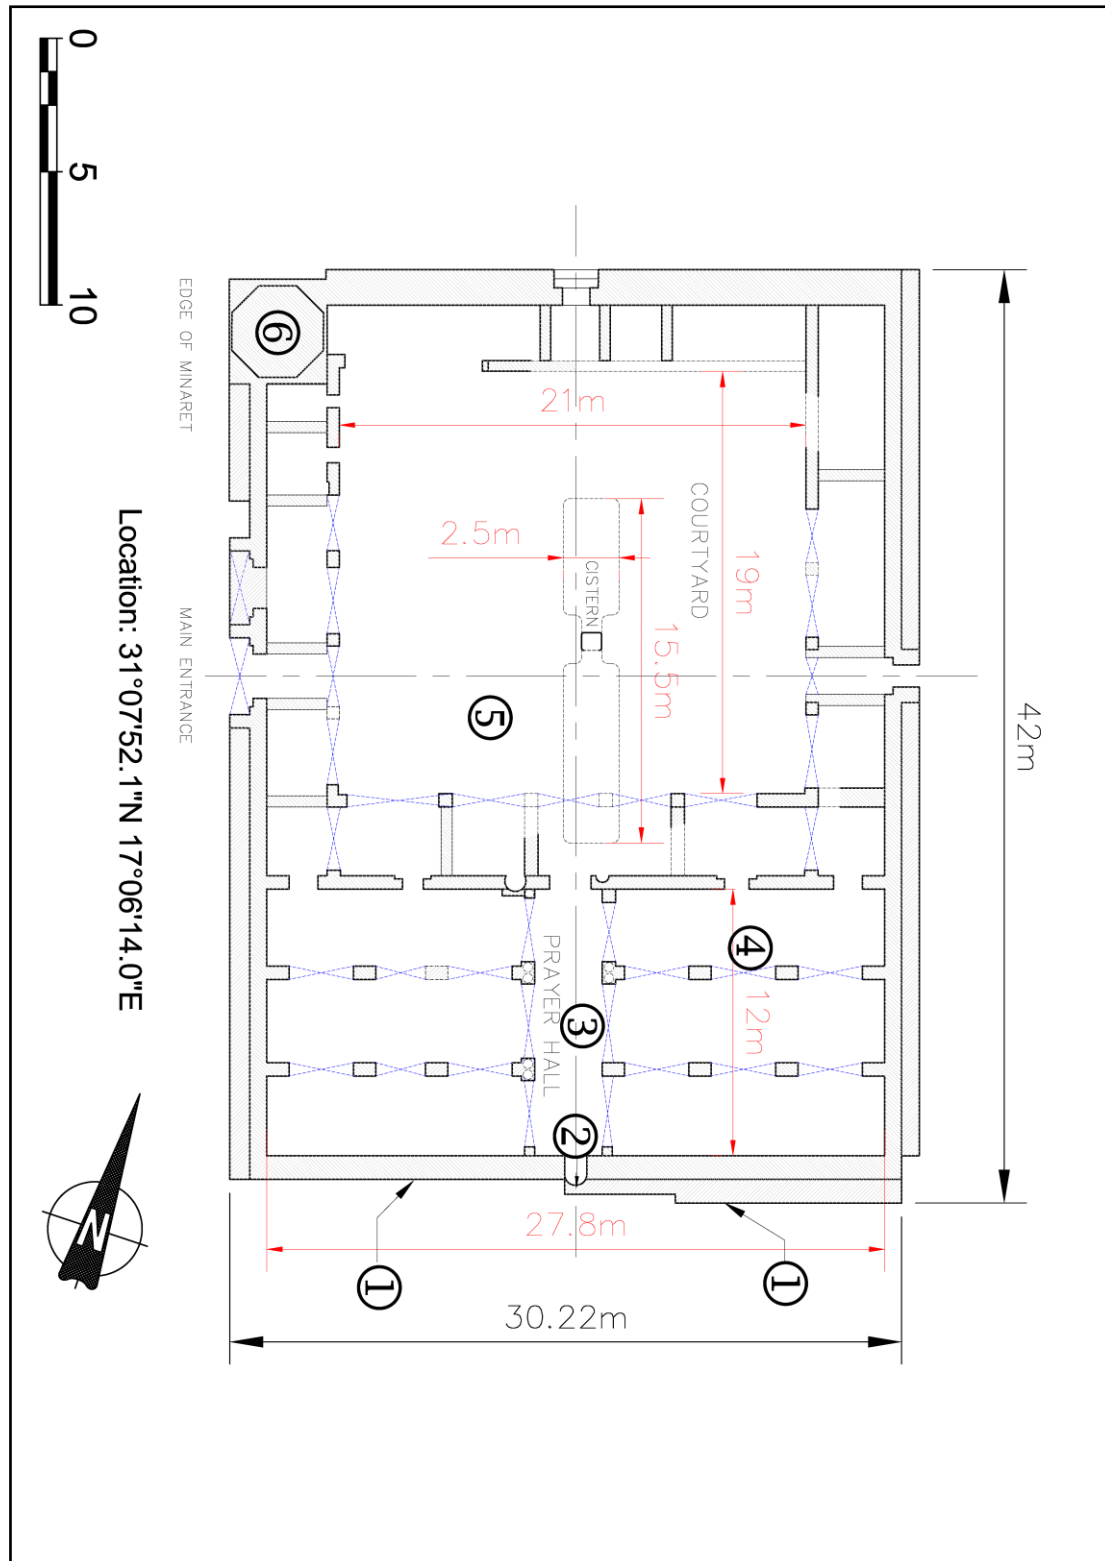 0
5
10
Location: 31°07'52.1"N 17°06'14.0"E
EDGE OF MINARET
MAIN ENTRANCE
⑥
21m
COURTYARD
19m
2.5m
CISTERN
15.5m
⑤
42m
④
12m
PRAYER HALL
③
②
27.8m
①
①
30.22m
N